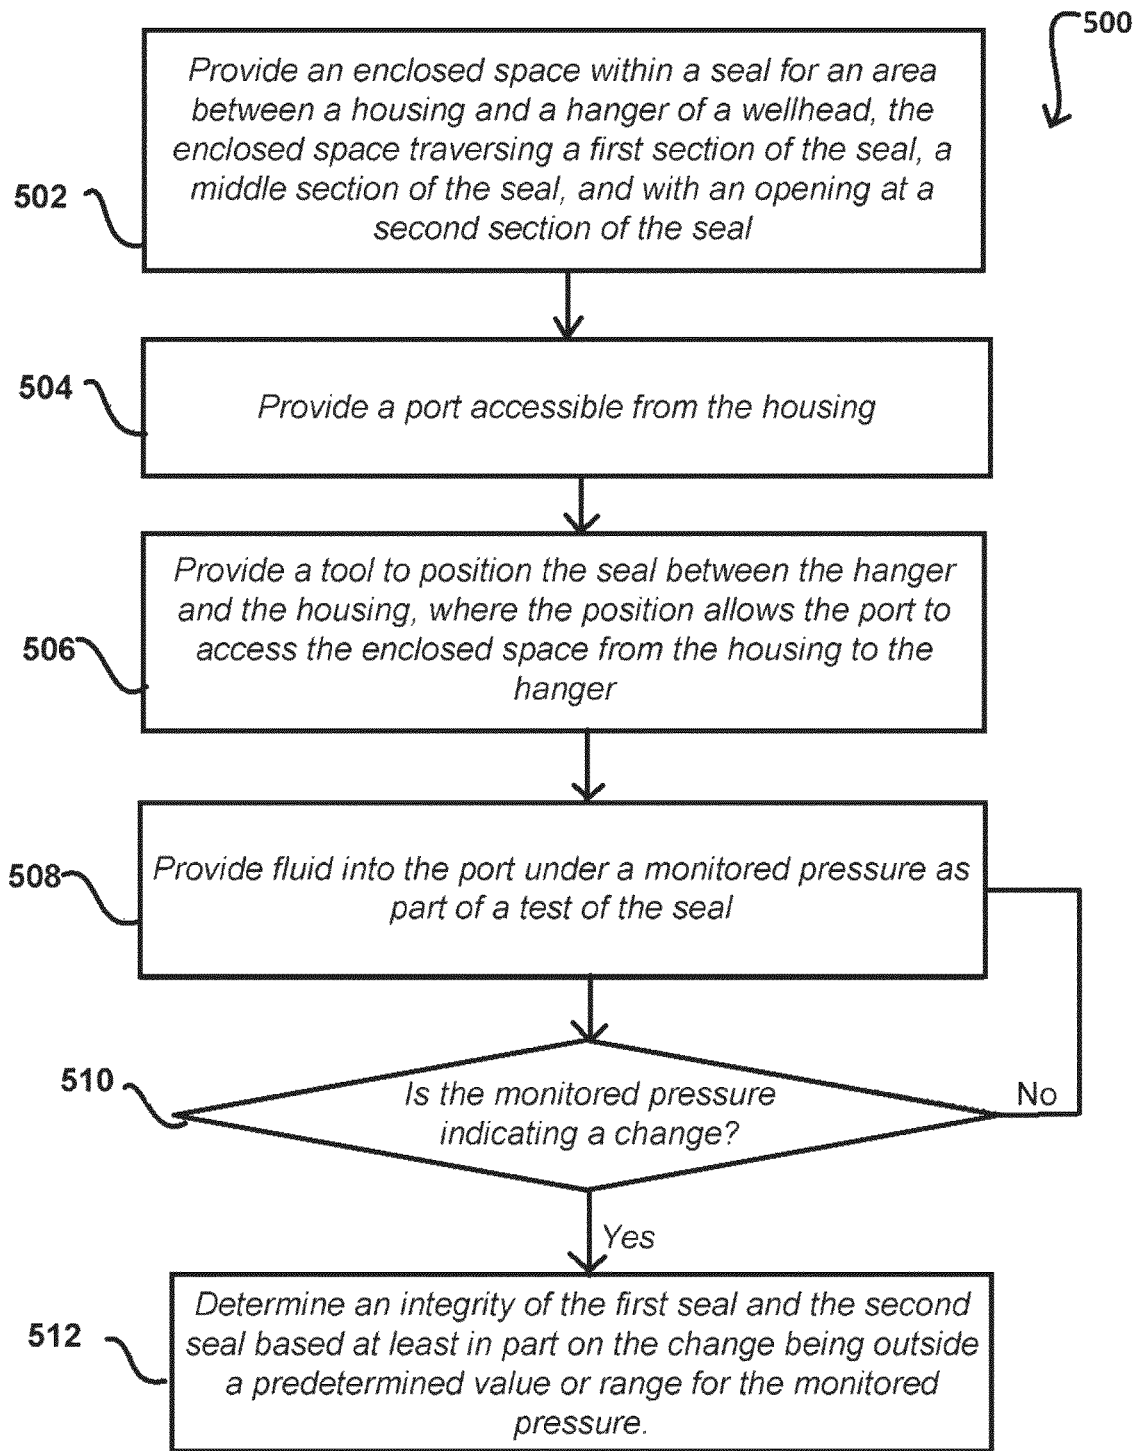 500
Provide an enclosed space within a seal for an area
between a housing and a hanger of a wellhead, the
enclosed space traversing a first section of the seal, a
middle section of the seal, and with an opening at a
second section of the seal
502
504
Provide a port accessible from the housing
Provide a tool to position the seal between the hanger
and the housing, where the position allows the port to
access the enclosed space from the housing to the
hanger
506
508
Provide fluid into the port under a monitored pressure as
part of a test of the seal
510
Is the monitored pressure
indicating a change?
No
Yes
512
Determine an integrity of the first seal and the second
seal based at least in part on the change being outside
a predetermined value or range for the monitored
pressure.